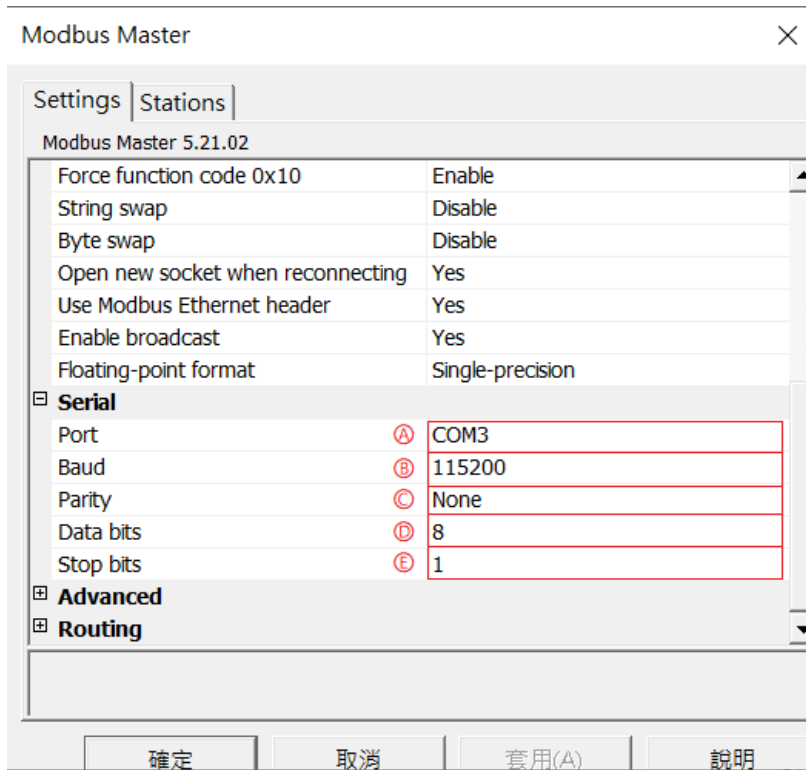 Modbus Master
Settings Stations
Modbus Master 5.21.02
Force function code 0x10 Enable
String swap Disable
Byte swap Disable
Open new socket when reconnecting Yes
Use Modbus Ethernet header Yes
Enable broadcast Yes
Floating-point format Single-precision
Serial
Port Ⓐ COM3
Baud Ⓑ 115200
Parity Ⓒ None
Data bits Ⓓ 8
Stop bits Ⓔ 1
Advanced
Routing
確定 取消 套用(A) 說明